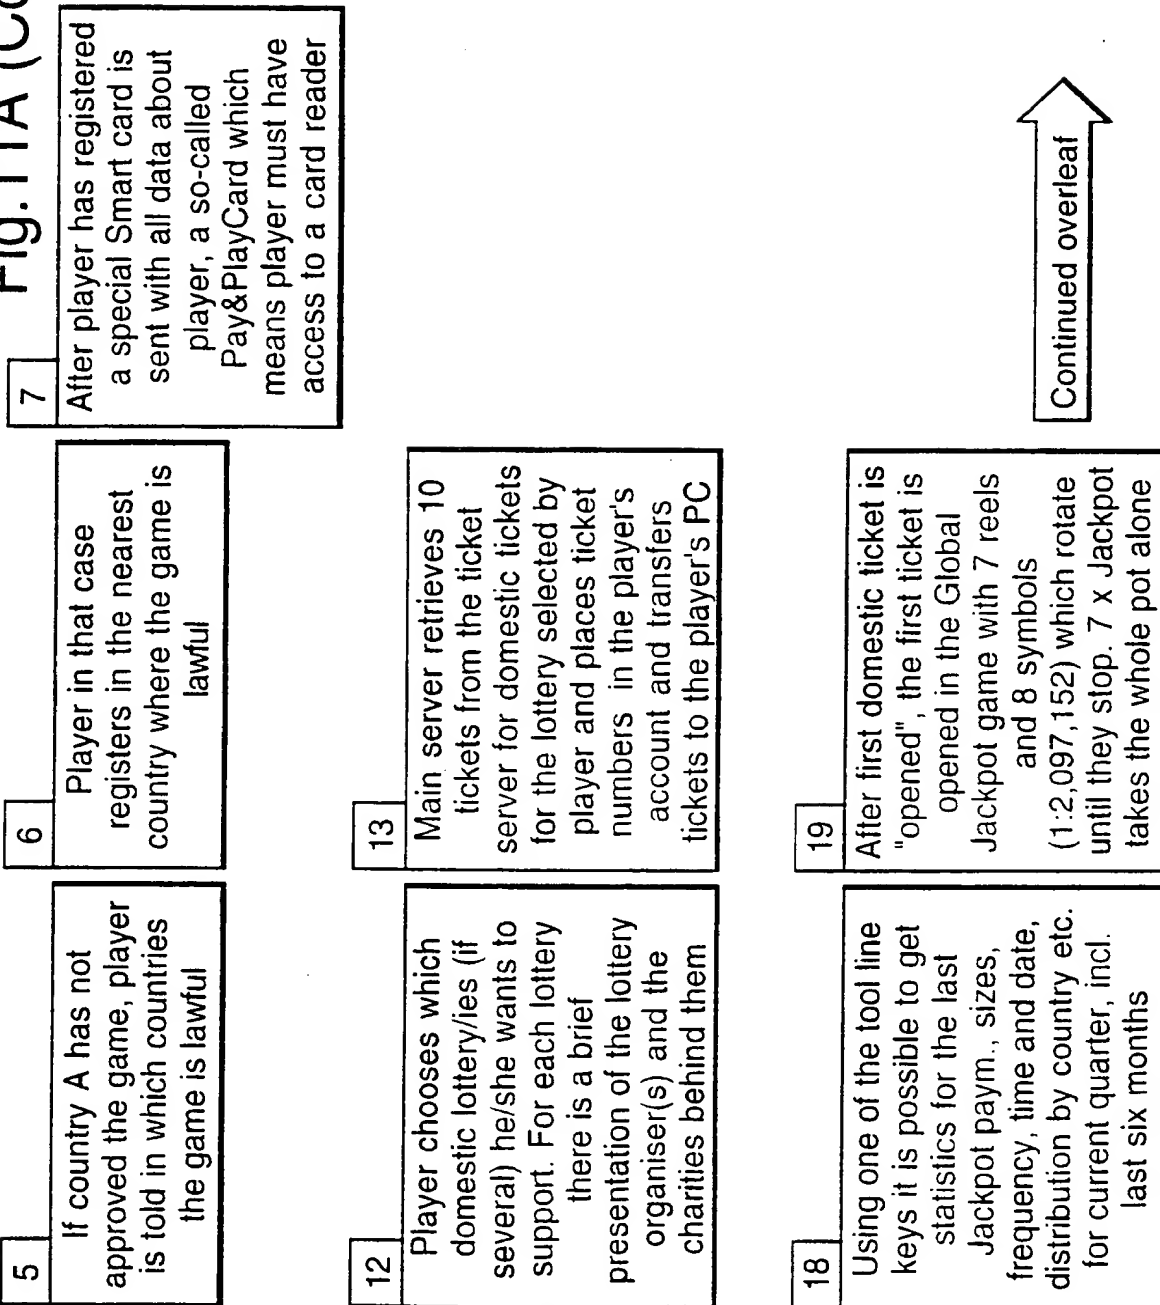 Fig.11A (Co
5
If country A has not
approved the game, player
is told in which countries
the game is lawful
6
Player in that case
registers in the nearest
country where the game is
lawful
7
After player has registered
a special Smart card is
sent with all data about
player, a so-called
Pay&PlayCard which
means player must have
access to a card reader
12
Player chooses which
domestic lottery/ies (if
several) he/she wants to
support. For each lottery
there is a brief
presentation of the lottery
organiser(s) and the
charities behind them
13
Main server retrieves 10
tickets from the ticket
server for domestic tickets
for the lottery selected by
player and places ticket
numbers in the player's
account and transfers
tickets to the player's PC
18
Using one of the tool line
keys it is possible to get
statistics for the last
Jackpot paym., sizes,
frequency, time and date,
distribution by country etc.
for current quarter, incl.
last six months
19
After first domestic ticket is
"opened", the first ticket is
opened in the Global
Jackpot game with 7 reels
and 8 symbols
(1:2,097,152) which rotate
until they stop. 7 x Jackpot
takes the whole pot alone
Continued overleaf